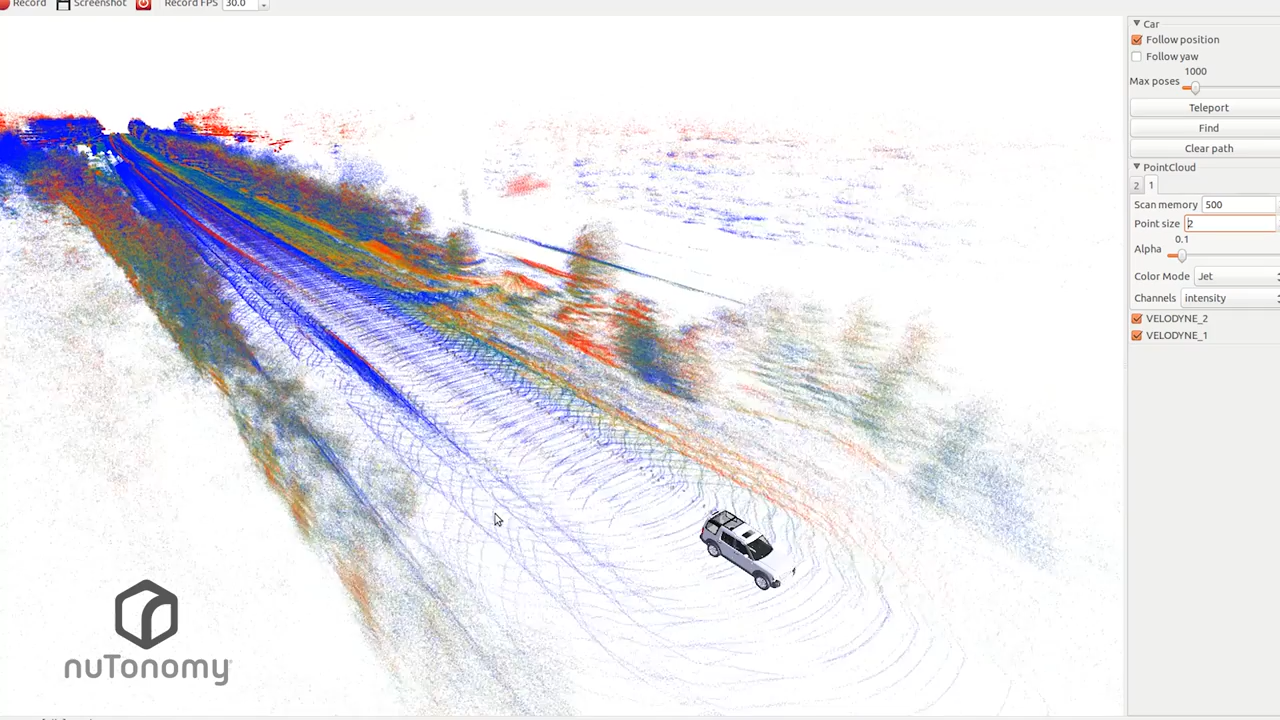 Record Screenshot Record FPS 30.0
Car
Follow position
Follow yaw
1000
Max poses
Teleport
Find
Clear path
PointCloud
2 1
Scan memory 500
Point size 2
0.1
Alpha
Color Mode Jet
Channels intensity
VELODYNE_2
VELODYNE_1
nuTonomy